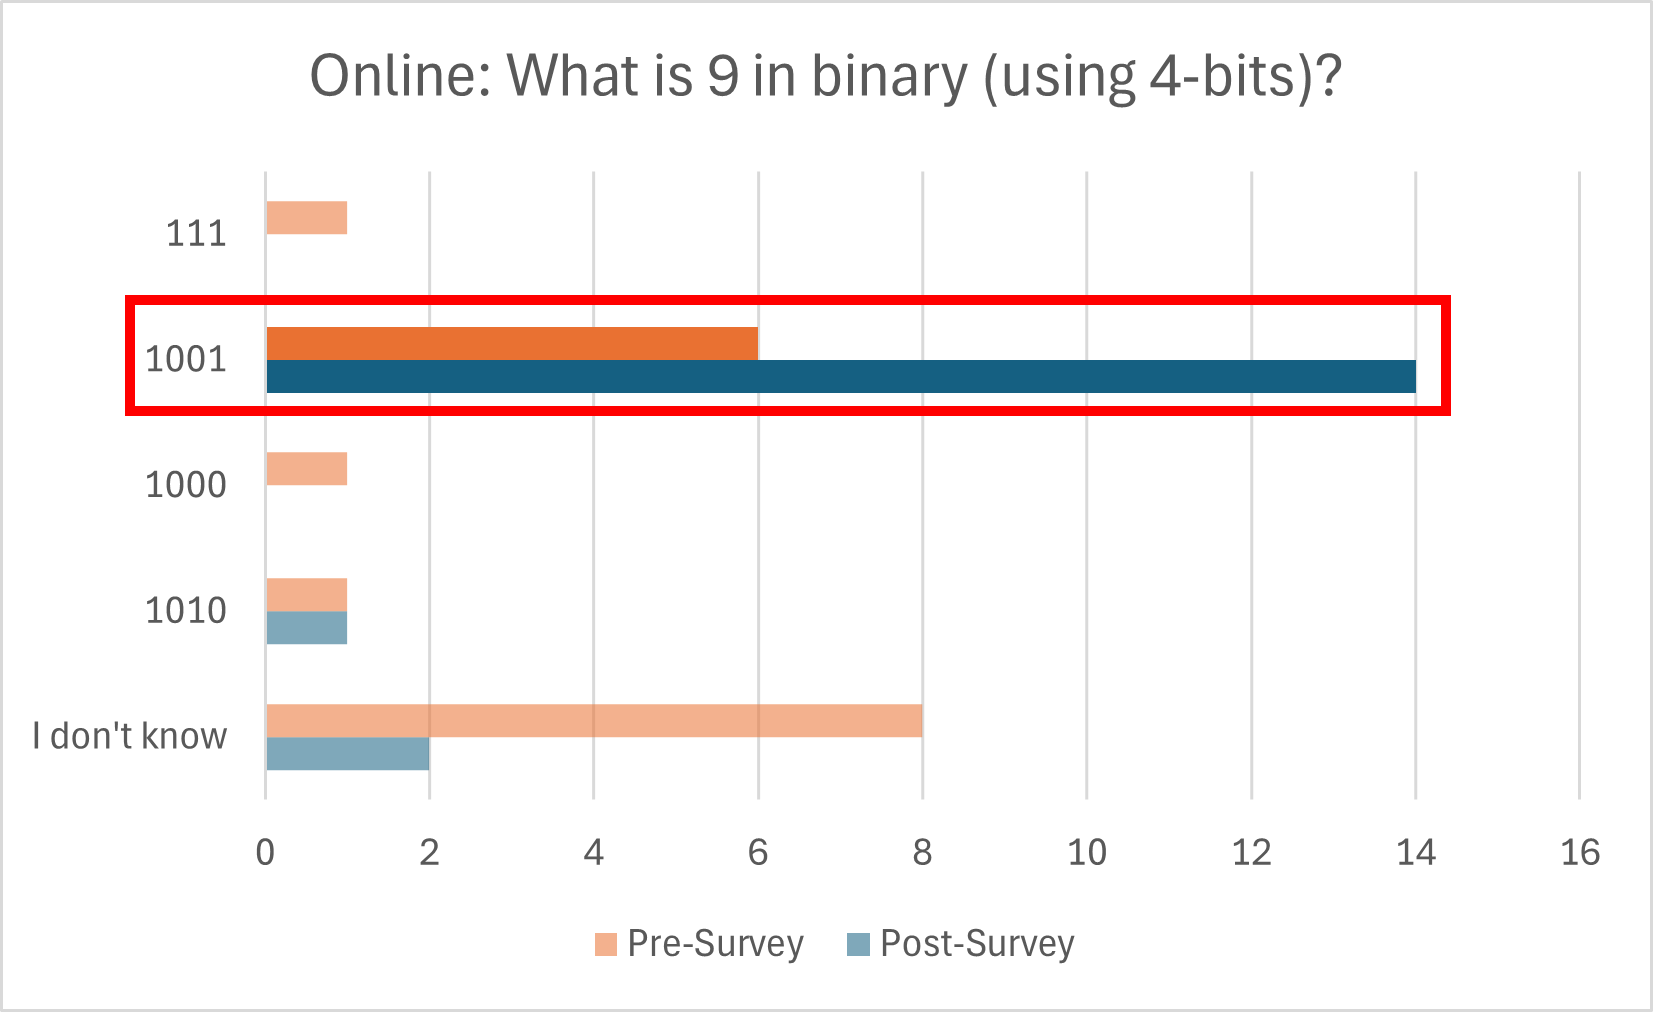 Online: What is 9 in binary (using 4-bits)?
111
1001
1000
1010
I don't know
0 2 4 6 8 10 12 14 16
Pre-Survey Post-Survey